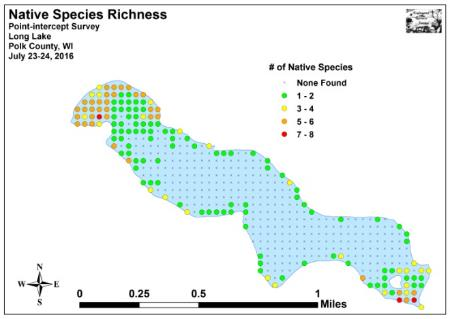 Native Species Richness
Point-intercept Survey
Long Lake
Polk County, WI
July 23-24, 2016
# of Native Species
None Found
1 - 2
3 - 4
5 - 6
7 - 8
N
W E
S
0 0.25 0.5 1
Miles